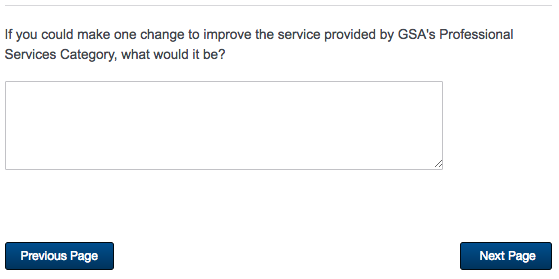 If you could make one change to improve the service provided by GSA's Professional
Services Category, what would it be?
Previous Page
Next Page